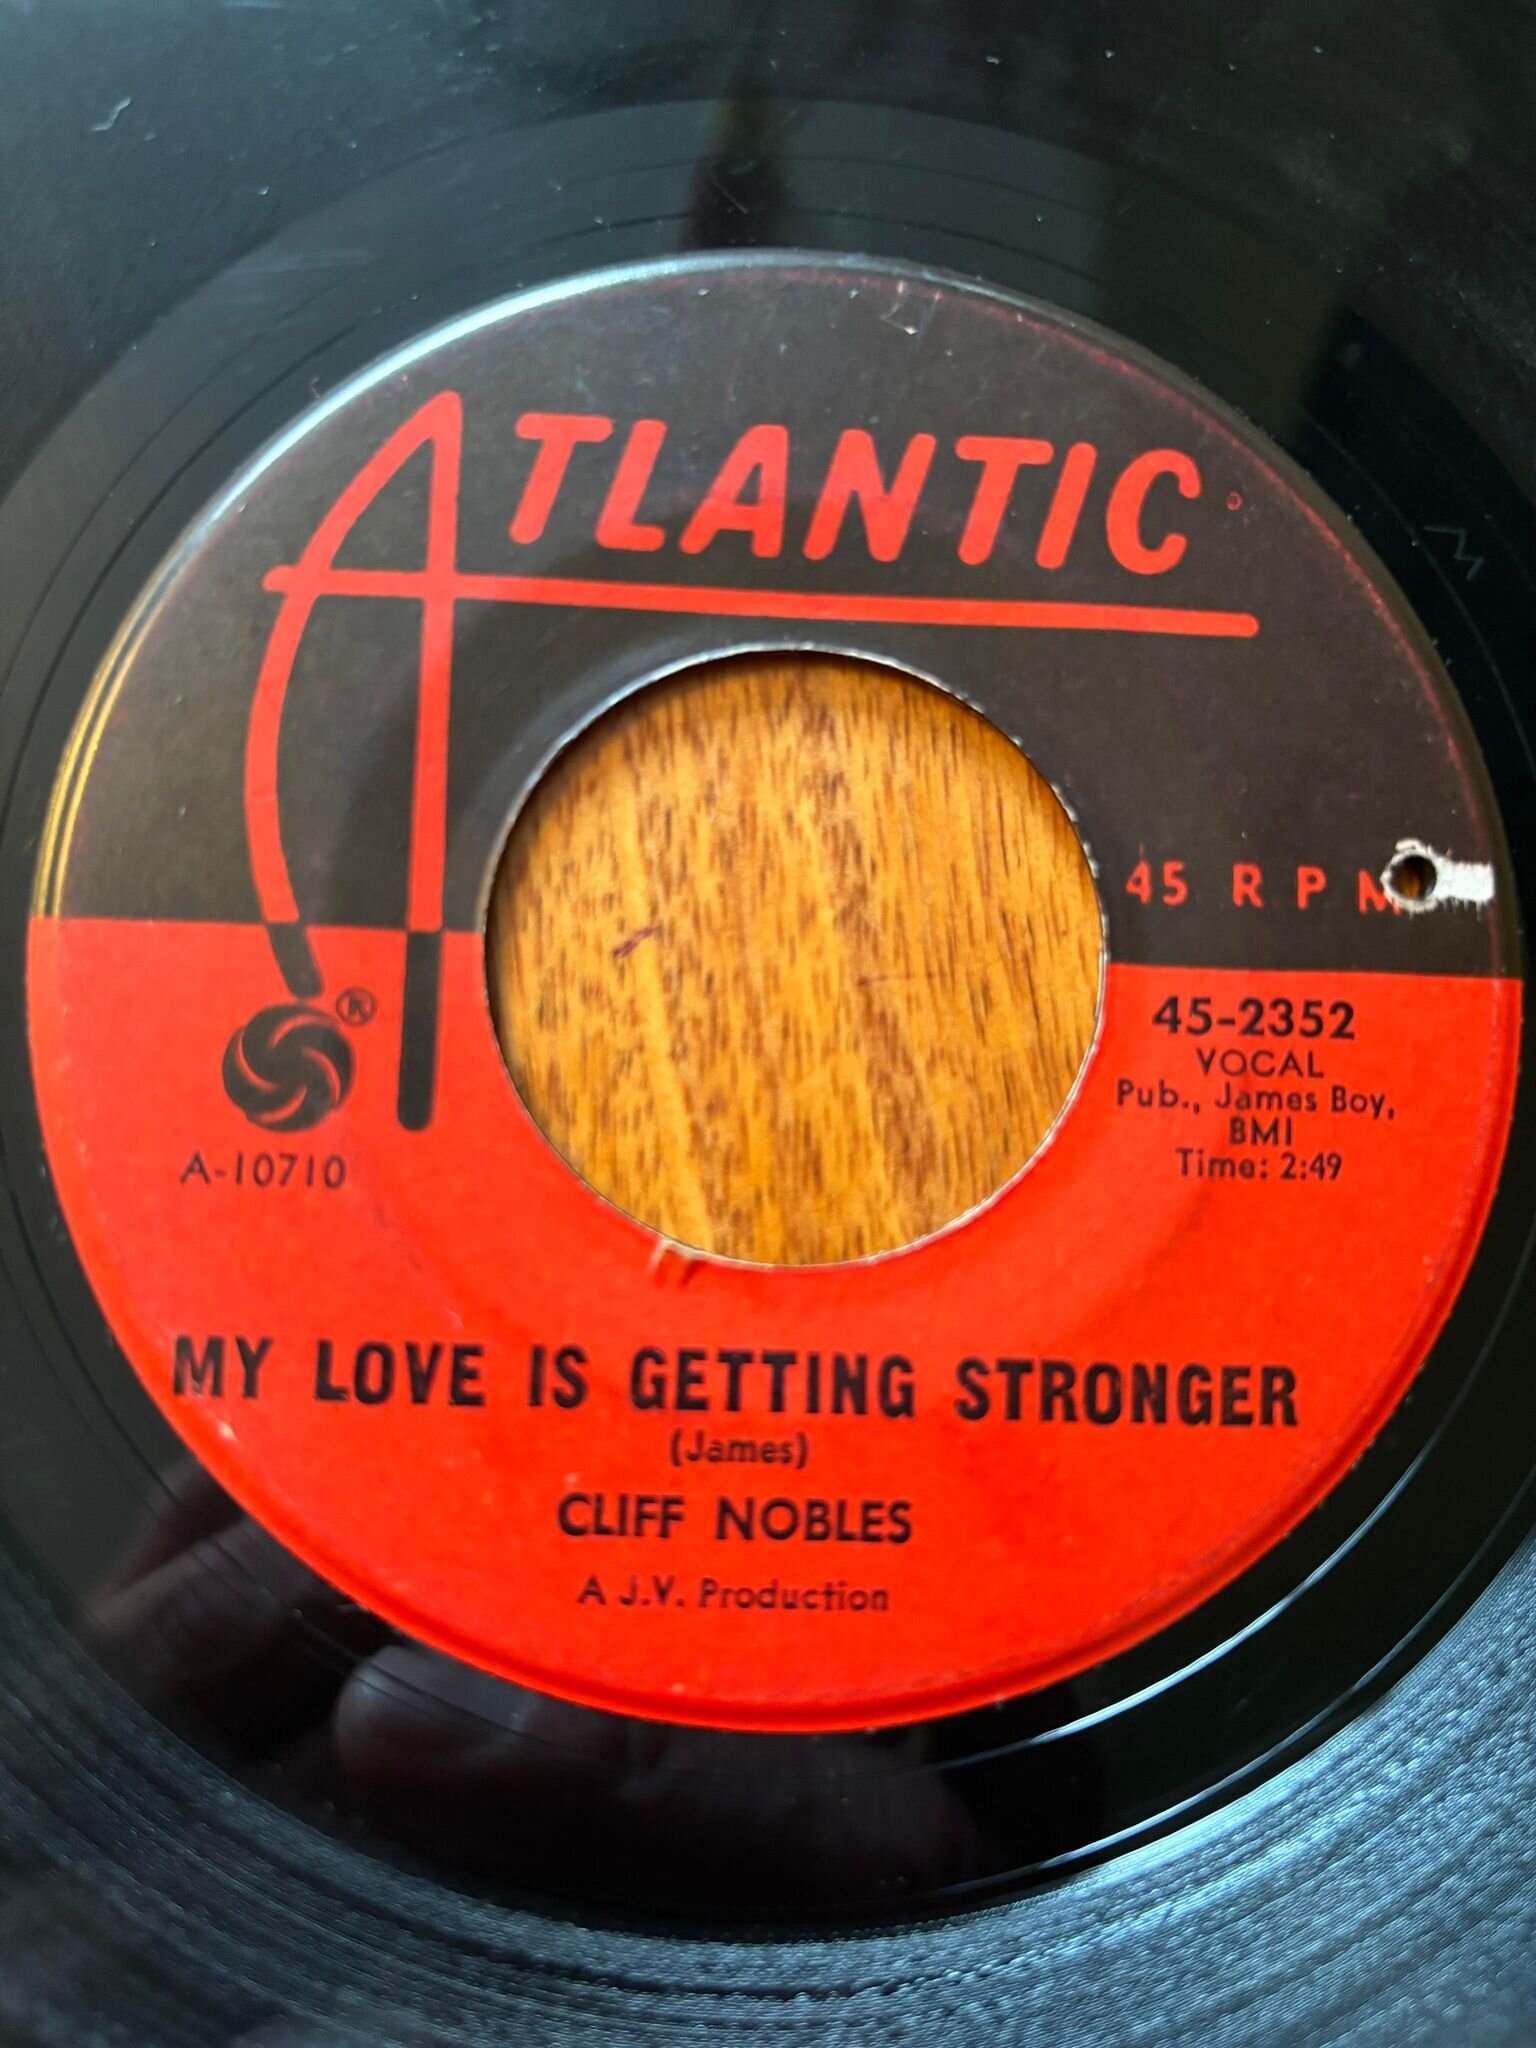 ATLANTIC
45 RPM
®
45-2352
VOCAL
Pub., James Boy,
BMI
Time: 2:49
A-10710
MY LOVE IS GETTING STRONGER
(James)
CLIFF NOBLES
A J.V. Production